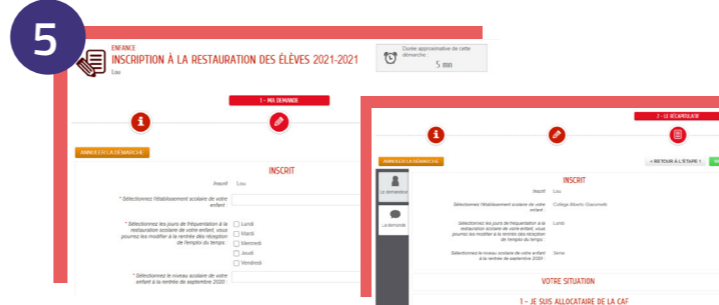 5
ENFANCE
INSCRIPTION À LA RESTAURATION DES ÉLÈVES 2021-2021
Lou
Durée approximative de cette
démarche:
5 mn
1 - MA DEMANDE
ANNULER LA DÉMARCHE
INSCRIT
Inscrit Lou
* Sélectionnez l'établissement scolaire de votre
enfant :
* Sélectionnez les jours de fréquentation à la
restauration scolaire de votre enfant, vous
pourrez les modifier à la rentrée dès réception
de l'emploi du temps :
Lundi
Mardi
Mercredi
Jeudi
Vendredi
* Sélectionnez le niveau scolaire de votre
enfant à la rentrée de septembre 2020 :
2 - LE RÉCAPITULATIF
ANNULER LA DÉMARCHE
< RETOUR À L'ÉTAPE 1
Le demandeur
La demande
INSCRIT
Inscrit Lou
Sélectionnez l'établissement scolaire de votre
enfant :
Collège Alberto Giacometti
Sélectionnez les jours de fréquentation à la
restauration scolaire de votre enfant, vous
pourrez les modifier à la rentrée dès réception
de l'emploi du temps :
Lundi
Sélectionnez le niveau scolaire de votre enfant
à la rentrée de septembre 2020 :
VOTRE SITUATION
1 - JE SUIS ALLOCATAIRE DE LA CAF